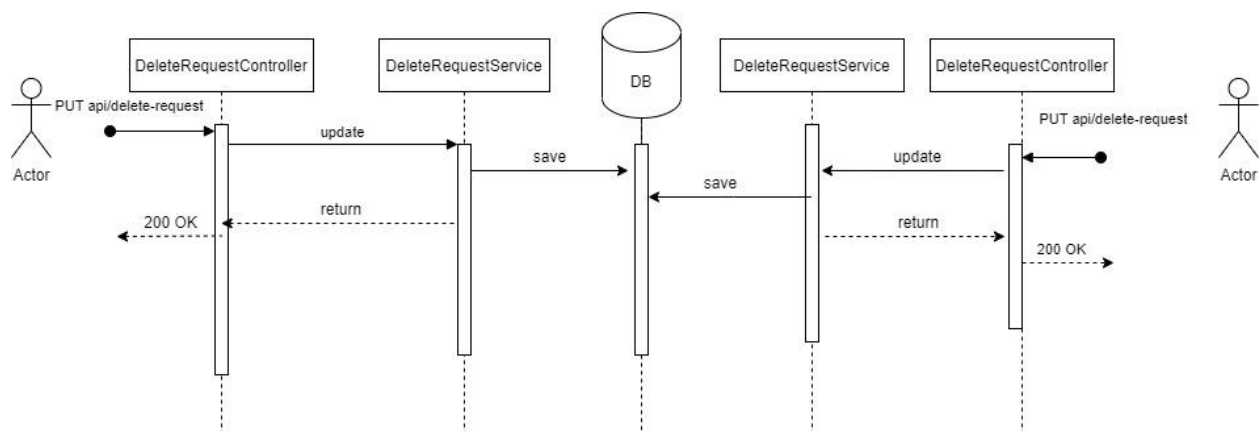 DeleteRequestController
DeleteRequestService
DB
DeleteRequestService
DeleteRequestController
PUT api/delete-request
PUT api/delete-request
update
save
update
Actor
Actor
save
return
200 OK
return
200 OK